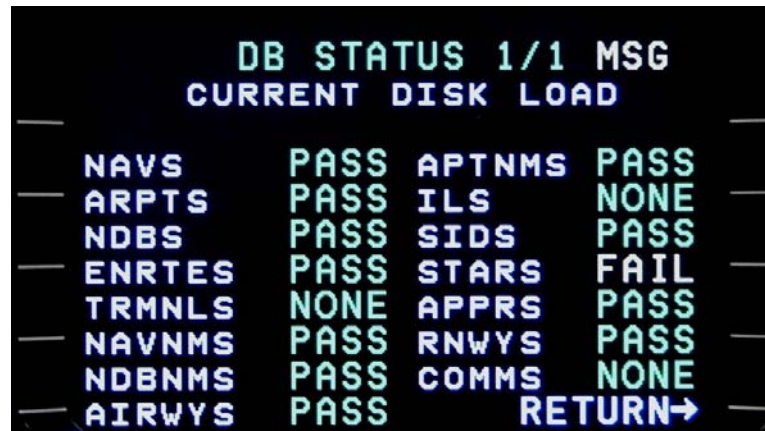 DB STATUS 1/1 MSG
CURRENT DISK LOAD
NAVS PASS APTNMS PASS
ARPTS PASS ILS NONE
NDBS PASS SIDS PASS
ENRTES PASS STARS FAIL
TRMNLS NONE APPRS PASS
NAVNMS PASS RNWYS PASS
NDBNMS PASS COMMS NONE
AIRWYS PASS RETURN→